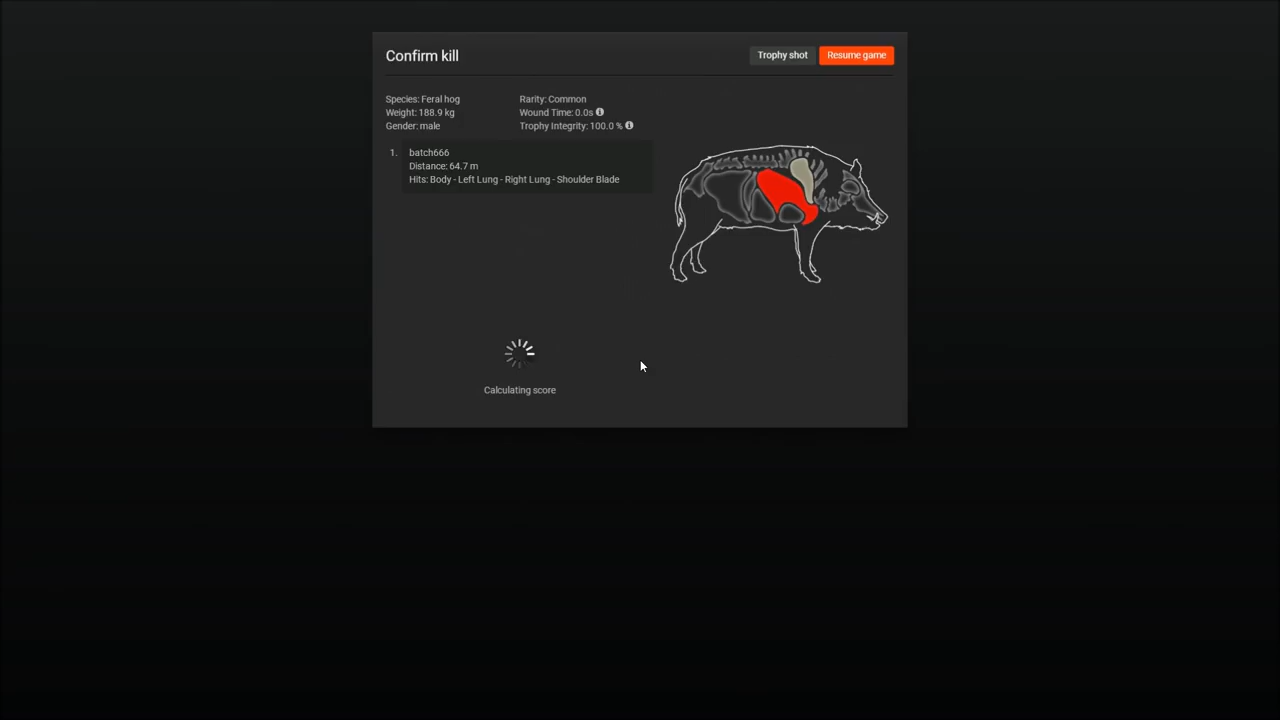 Confirm kill
Trophy shot
Resume game
Species: Feral hog
Weight: 188.9 kg
Gender: male
Rarity: Common
Wound Time: 0.0s
Trophy Integrity: 100.0 %
1.
batch666
Distance: 64.7 m
Hits: Body - Left Lung - Right Lung - Shoulder Blade
Calculating score